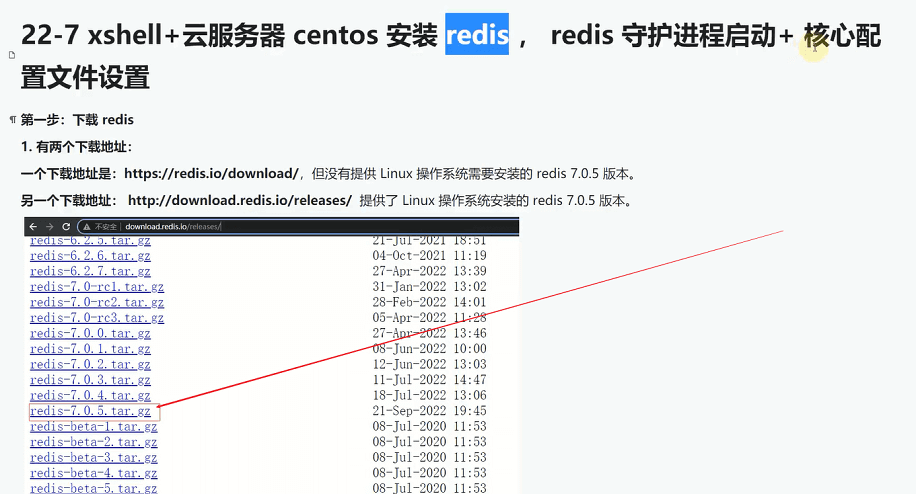 22-7 xshell+云服务器 centos 安装 redis ， redis 守护进程启动+ 核心配
置文件设置
第一步：下载 redis
1. 有两个下载地址：
一个下载地址是：https://redis.io/download/，但没有提供 Linux 操作系统需要安装的 redis 7.0.5 版本。
另一个下载地址： http://download.redis.io/releases/ 提供了 Linux 操作系统安装的 redis 7.0.5 版本。
不安全 | download.redis.io/releases/
redis-6.2.5.tar.gz 21-Jul-2021 18:51
redis-6.2.6.tar.gz 04-Oct-2021 11:19
redis-6.2.7.tar.gz 27-Apr-2022 13:39
redis-7.0-rc1.tar.gz 31-Jan-2022 13:02
redis-7.0-rc2.tar.gz 28-Feb-2022 14:01
redis-7.0-rc3.tar.gz 05-Apr-2022 11:28
redis-7.0.0.tar.gz 27-Apr-2022 13:46
redis-7.0.1.tar.gz 08-Jun-2022 10:00
redis-7.0.2.tar.gz 12-Jun-2022 13:03
redis-7.0.3.tar.gz 11-Jul-2022 14:47
redis-7.0.4.tar.gz 18-Jul-2022 13:06
redis-7.0.5.tar.gz 21-Sep-2022 19:45
redis-beta-1.tar.gz 08-Jul-2020 11:53
redis-beta-2.tar.gz 08-Jul-2020 11:53
redis-beta-3.tar.gz 08-Jul-2020 11:53
redis-beta-4.tar.gz 08-Jul-2020 11:53
redis-beta-5.tar.gz 08-Jul-2020 11:53